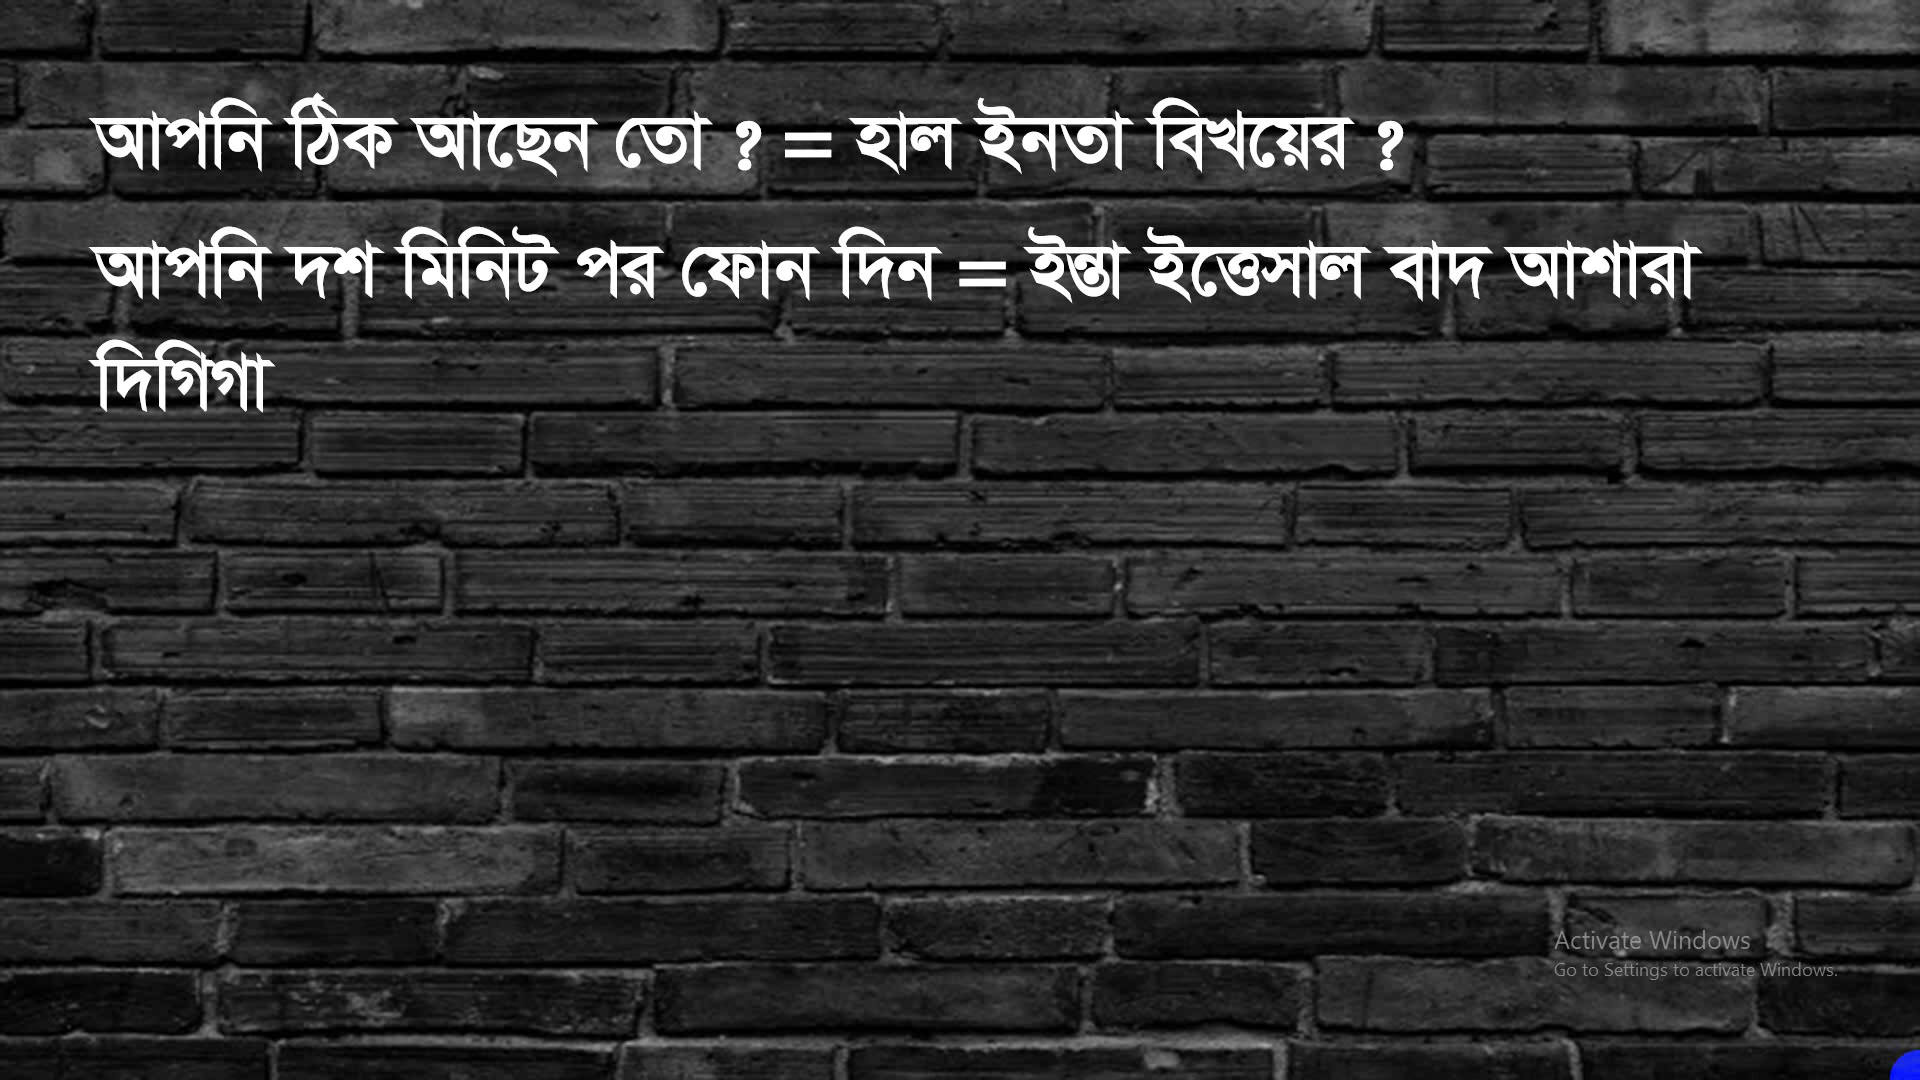 আপনি ঠিক আছেন তো ? = হাল ইনতা বিখয়ের ?
আপনি দশ মিনিট পর ফোন দিন = ইন্তা ইত্তেসাল বাদ আশারা
দিগিগা
Activate Windows
Go to Settings to activate Windows.